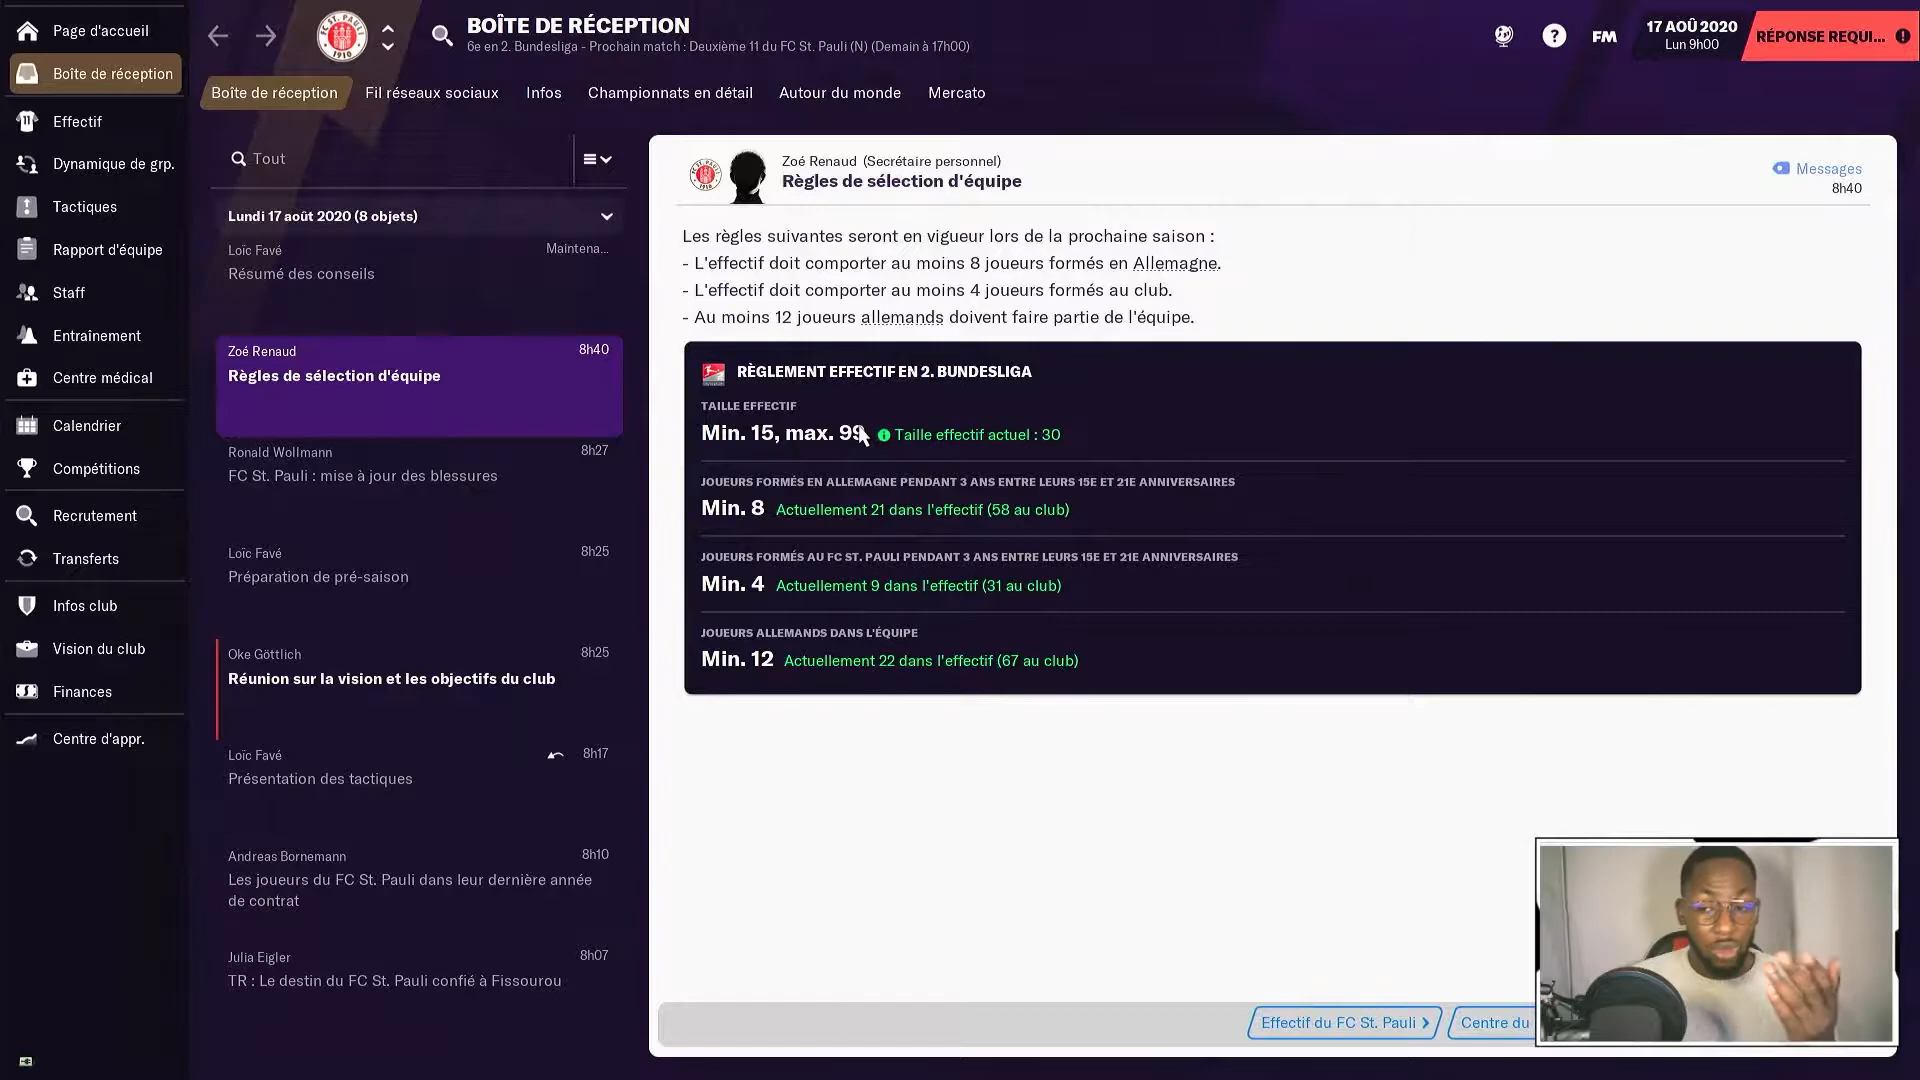 Page d'accueil
Boîte de réception
Effectif
Dynamique de grp.
Tactiques
Rapport d'équipe
Staff
Entraînement
Centre médical
Calendrier
Compétitions
Recrutement
Transferts
Infos club
Vision du club
Finances
Centre d'appr.
FC ST. PAULI
1910
BOÎTE DE RÉCEPTION
6e en 2. Bundesliga - Prochain match : Deuxième 11 du FC St. Pauli (N) (Demain à 17h00)
FM
17 AOÛ 2020
Lun 9h00
RÉPONSE REQUI...
Boîte de réception
Fil réseaux sociaux
Infos
Championnats en détail
Autour du monde
Mercato
Tout
Lundi 17 août 2020 (8 objets)
Loïc Favé
Maintena...
Résumé des conseils
Zoé Renaud
8h40
Règles de sélection d'équipe
Ronald Wollmann
8h27
FC St. Pauli : mise à jour des blessures
Loïc Favé
8h25
Préparation de pré-saison
Oke Göttlich
8h25
Réunion sur la vision et les objectifs du club
Loïc Favé
8h17
Présentation des tactiques
Andreas Bornemann
8h10
Les joueurs du FC St. Pauli dans leur dernière année
de contrat
Julia Eigler
8h07
TR : Le destin du FC St. Pauli confié à Fissourou
Zoé Renaud (Secrétaire personnel)
Règles de sélection d'équipe
Messages
8h40
Les règles suivantes seront en vigueur lors de la prochaine saison :
- L'effectif doit comporter au moins 8 joueurs formés en Allemagne.
- L'effectif doit comporter au moins 4 joueurs formés au club.
- Au moins 12 joueurs allemands doivent faire partie de l'équipe.
RÈGLEMENT EFFECTIF EN 2. BUNDESLIGA
TAILLE EFFECTIF
Min. 15, max. 99
Taille effectif actuel : 30
JOUEURS FORMÉS EN ALLEMAGNE PENDANT 3 ANS ENTRE LEURS 15E ET 21E ANNIVERSAIRES
Min. 8 Actuellement 21 dans l'effectif (58 au club)
JOUEURS FORMÉS AU FC ST. PAULI PENDANT 3 ANS ENTRE LEURS 15E ET 21E ANNIVERSAIRES
Min. 4 Actuellement 9 dans l'effectif (31 au club)
JOUEURS ALLEMANDS DANS L'ÉQUIPE
Min. 12 Actuellement 22 dans l'effectif (67 au club)
Effectif du FC St. Pauli
Centre du